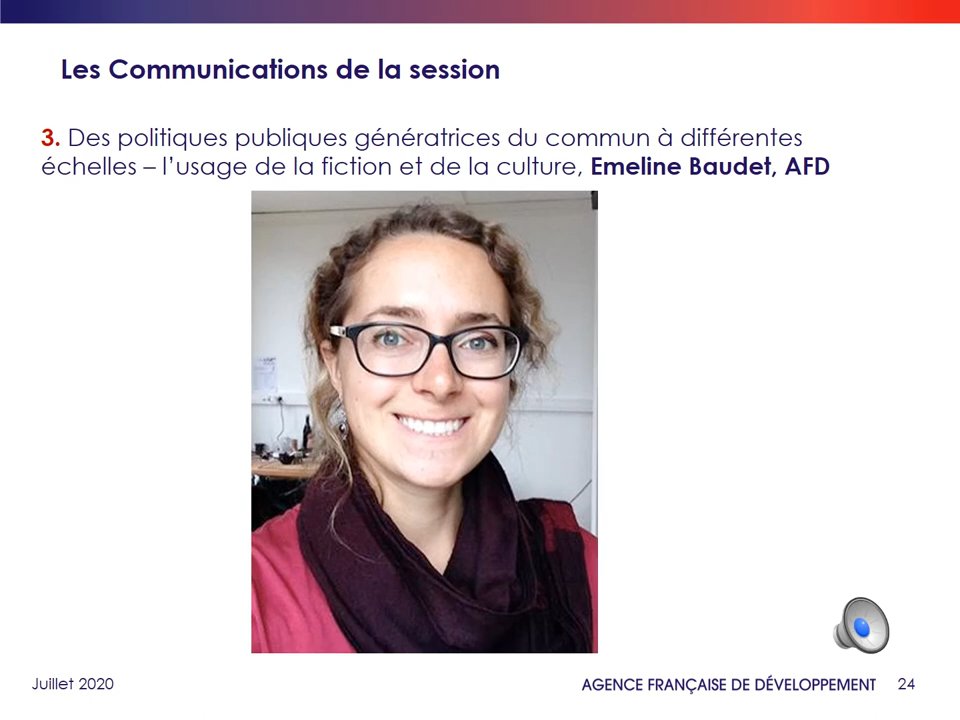 Les Communications de la session
3. Des politiques publiques génératrices du commun à différentes
échelles – l’usage de la fiction et de la culture, Emeline Baudet, AFD
Juillet 2020
AGENCE FRANÇAISE DE DÉVELOPPEMENT
24